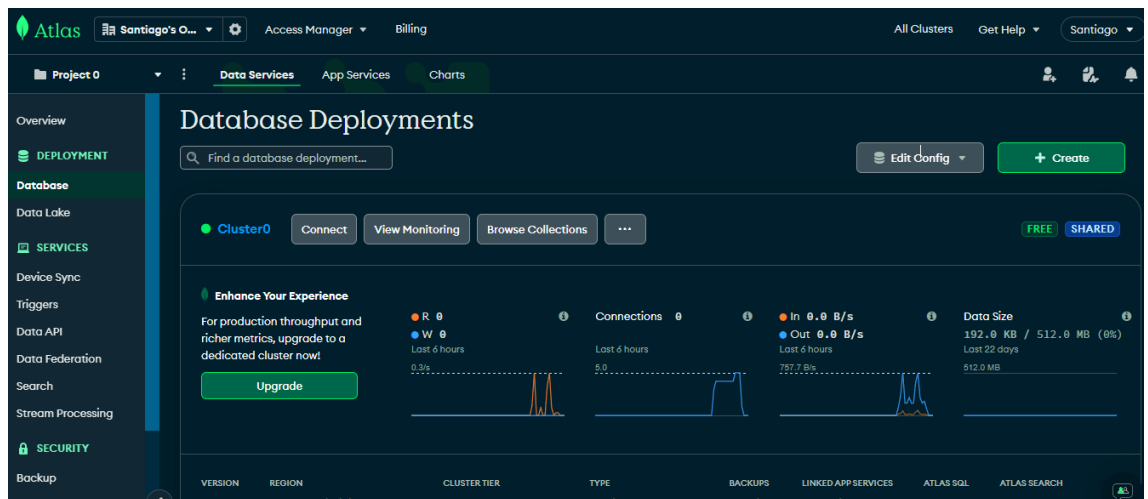 Atlas Santiago's O... Access Manager Billing All Clusters Get Help Santiago
Project 0 Data Services App Services Charts
Overview
DEPLOYMENT
Database
Data Lake
SERVICES
Device Sync
Triggers
Data API
Data Federation
Search
Stream Processing
SECURITY
Backup
Database Deployments
Find a database deployment...
Edit Config
+ Create
Cluster0 Connect View Monitoring Browse Collections ... FREE SHARED
Enhance Your Experience
For production throughput and
richer metrics, upgrade to a
dedicated cluster now!
Upgrade
R 0
W 0
Last 6 hours
0.3/s
Connections 0
Last 6 hours
5.0
In 0.0 B/s
Out 0.0 B/s
Last 6 hours
757.7 B/s
Data Size
192.0 KB / 512.0 MB (0%)
Last 22 days
512.0 MB
VERSION REGION CLUSTER TIER TYPE BACKUPS LINKED APP SERVICES ATLAS SQL ATLAS SEARCH